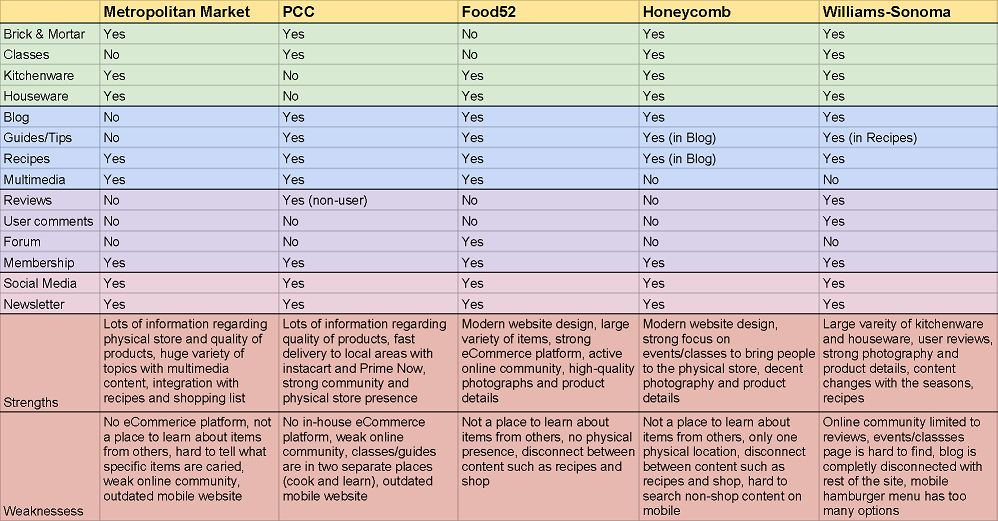 Metropolitan Market PCC Food52 Honeycomb Williams-Sonoma
Brick & Mortar Yes Yes No Yes Yes
Classes No Yes No Yes Yes
Kitchenware Yes No Yes Yes Yes
Houseware Yes No Yes Yes Yes
Blog No Yes Yes Yes Yes
Guides/Tips No Yes Yes Yes (in Blog) Yes (in Recipes)
Recipes Yes Yes Yes Yes (in Blog) Yes
Multimedia Yes Yes Yes No No
Reviews No Yes (non-user) No No Yes
User comments No No No No Yes
Forum No No Yes No No
Membership Yes Yes Yes Yes Yes
Social Media Yes Yes Yes Yes Yes
Newsletter Yes Yes Yes Yes Yes
Strengths
Lots of information regarding
physical store and quality of
products, huge variety of
topics with multimedia
content, integration with
recipes and shopping list
Lots of information regarding
quality of products, fast
delivery to local areas with
instacart and Prime Now,
strong community and
physical store presence
Modern website design, large
variety of items, strong
eCommerce platform, active
online community, high-quality
photographs and product
details
Modern website design,
strong focus on
events/classes to bring people
to the physical store, decent
photography and product
details
Large vareity of kitchenware
and houseware, user reviews,
strong photography and
product details, content
changes with the seasons,
recipes
Weaknessess
No eCommerice platform, not
a place to learn about items
from others, hard to tell what
specific items are caried,
weak online community,
outdated mobile website
No in-house eCommerce
platform, weak online
community, classes/guides
are in two separate places
(cook and learn), outdated
mobile website
Not a place to learn about
items from others, no physical
presence, disconnect between
content such as recipes and
shop
Not a place to learn about
items from others, only one
physical location, disconnect
between content such as
recipes and shop, hard to
search non-shop content on
mobile
Online community limited to
reviews, events/classses
page is hard to find, blog is
completly disconnected with
rest of the site, mobile
hamburger menu has too
many options